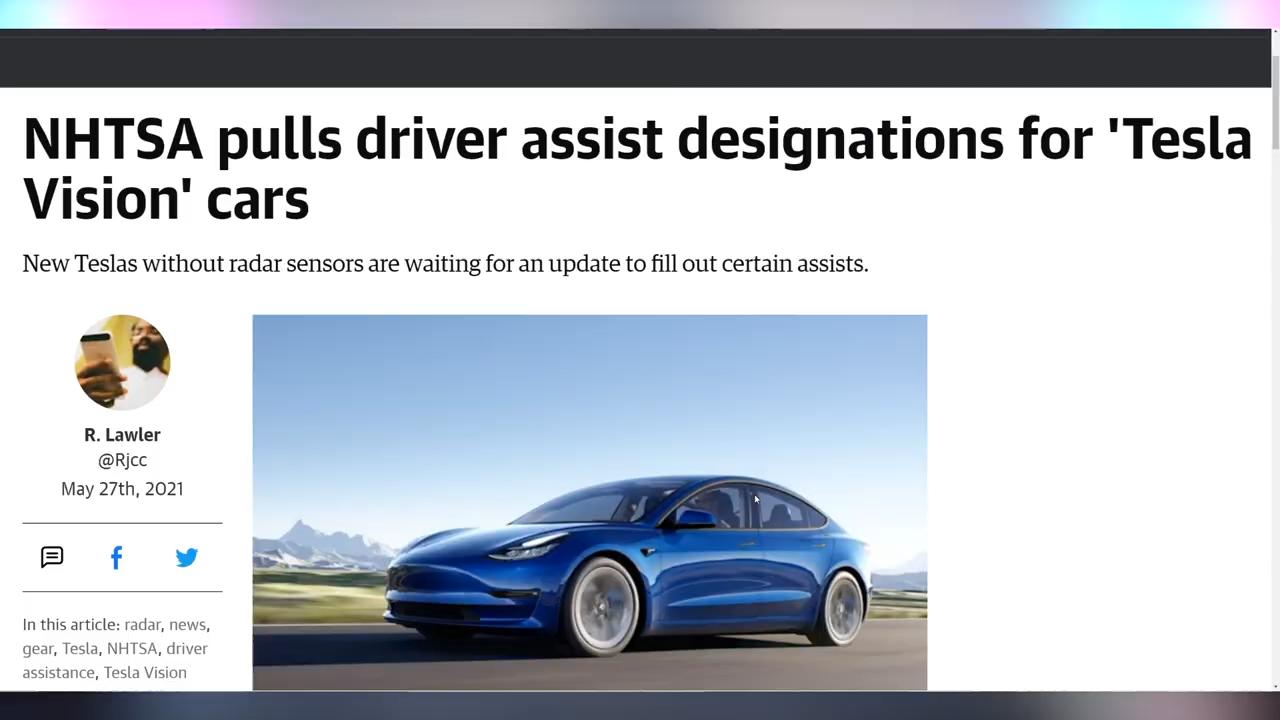 NHTSA pulls driver assist designations for 'Tesla
Vision' cars
New Teslas without radar sensors are waiting for an update to fill out certain assists.
R. Lawler
@Rjcc
May 27th, 2021
In this article: radar, news,
gear, Tesla, NHTSA, driver
assistance, Tesla Vision